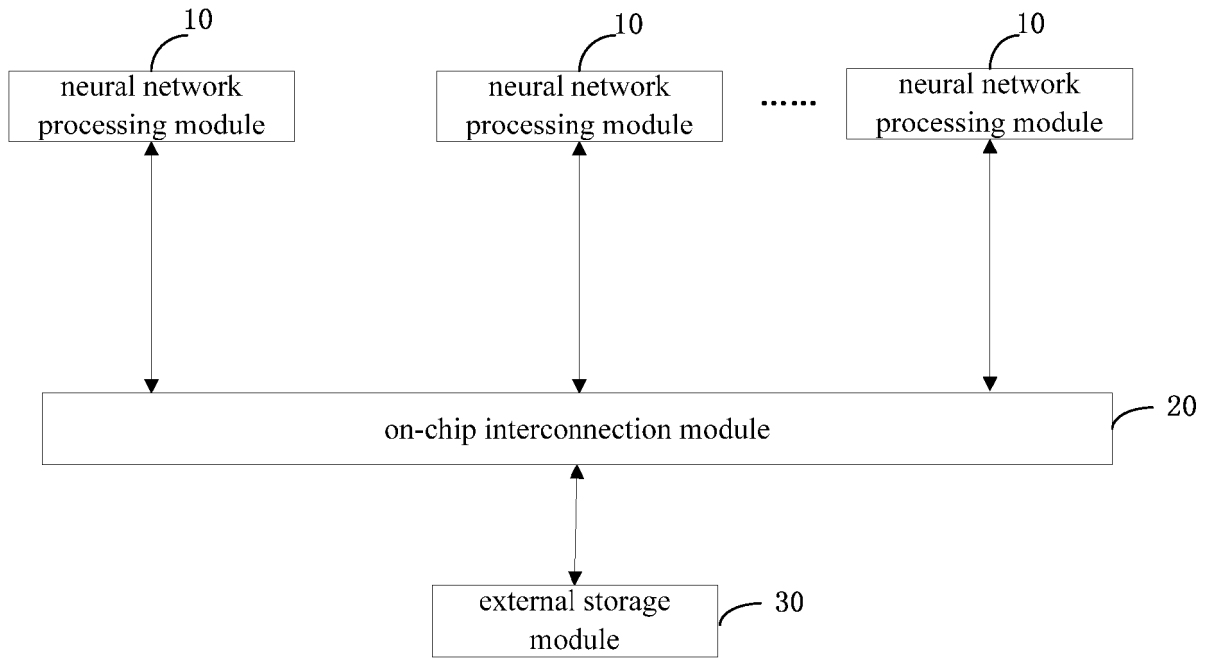 10
10
10
neural network
processing module
neural network
processing module
......
neural network
processing module
on-chip interconnection module
20
external storage
module
30